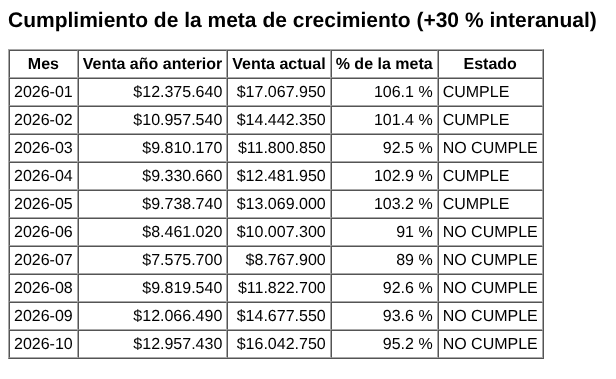 Cumplimiento de la meta de crecimiento (+30 % interanual)
Mes Venta año anterior Venta actual % de la meta Estado
2026-01 $12.375.640 $17.067.950 106.1 % CUMPLE
2026-02 $10.957.540 $14.442.350 101.4 % CUMPLE
2026-03 $9.810.170 $11.800.850 92.5 % NO CUMPLE
2026-04 $9.330.660 $12.481.950 102.9 % CUMPLE
2026-05 $9.738.740 $13.069.000 103.2 % CUMPLE
2026-06 $8.461.020 $10.007.300 91 % NO CUMPLE
2026-07 $7.575.700 $8.767.900 89 % NO CUMPLE
2026-08 $9.819.540 $11.822.700 92.6 % NO CUMPLE
2026-09 $12.066.490 $14.677.550 93.6 % NO CUMPLE
2026-10 $12.957.430 $16.042.750 95.2 % NO CUMPLE